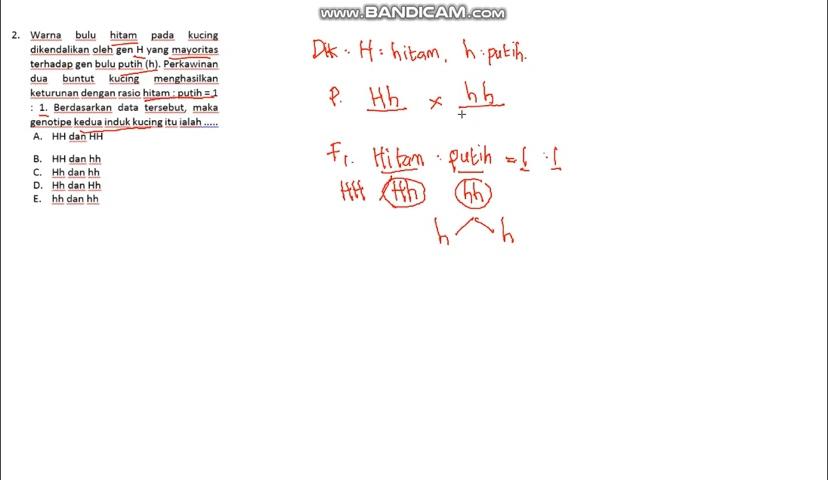 www.BANDICAM.com
2. Warna bulu hitam pada kucing
dikendalikan oleh gen H yang mayoritas
terhadap gen bulu putih (h). Perkawinan
dua buntut kucing menghasilkan
keturunan dengan rasio hitam : putih = 1
: 1. Berdasarkan data tersebut, maka
genotipe kedua induk kucing itu ialah .....
A. HH dan HH
B. HH dan hh
C. Hh dan hh
D. Hh dan Hh
E. hh dan hh
Dik : H : hitam, h : putih.
P. Hh x hh
F1. Hitam : putih = 1 : 1
HH Hh hh
h h